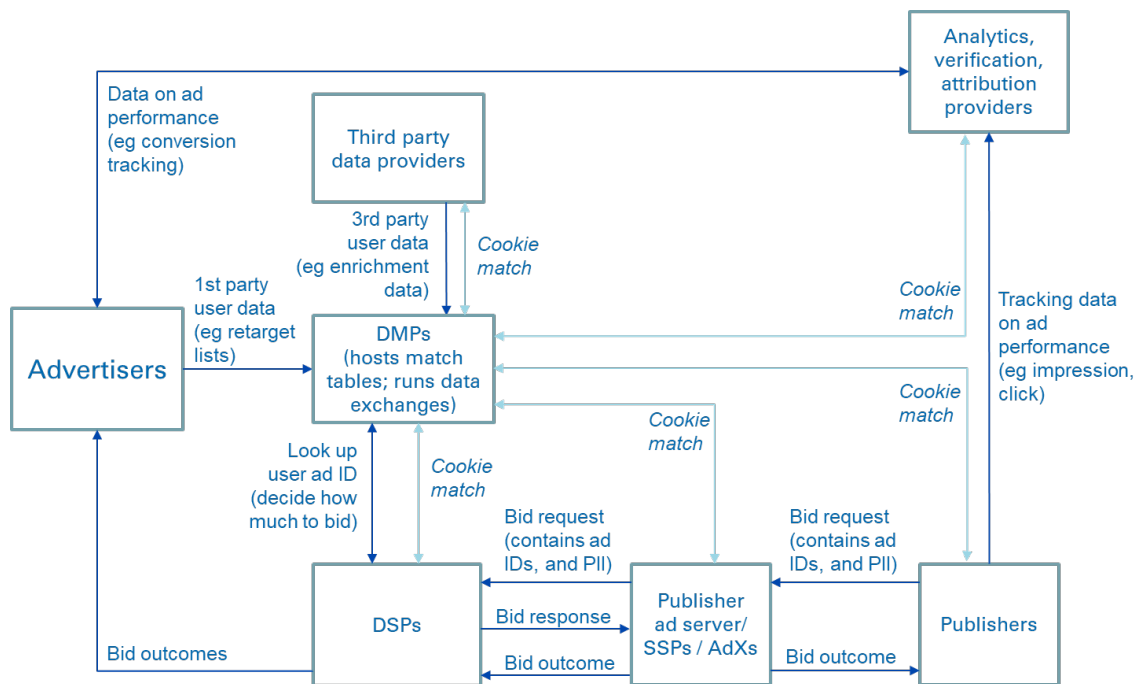 Analytics,
verification,
attribution
providers
Data on ad
performance
(eg conversion
tracking)
Third party
data providers
3rd party
user data
(eg enrichment
data)
Cookie
match
1st party
user data
(eg retarget
lists)
Cookie
match
Tracking data
on ad
performance
(eg impression,
click)
Advertisers
DMPs
(hosts match
tables; runs data
exchanges)
Cookie
match
Cookie
match
Look up
user ad ID
(decide how
much to bid)
Cookie
match
Bid request
(contains ad
IDs, and PII)
Bid request
(contains ad
IDs, and PII)
DSPs
Bid response
Publisher
ad server/
SSPs / AdXs
Publishers
Bid outcomes
Bid outcome
Bid outcome